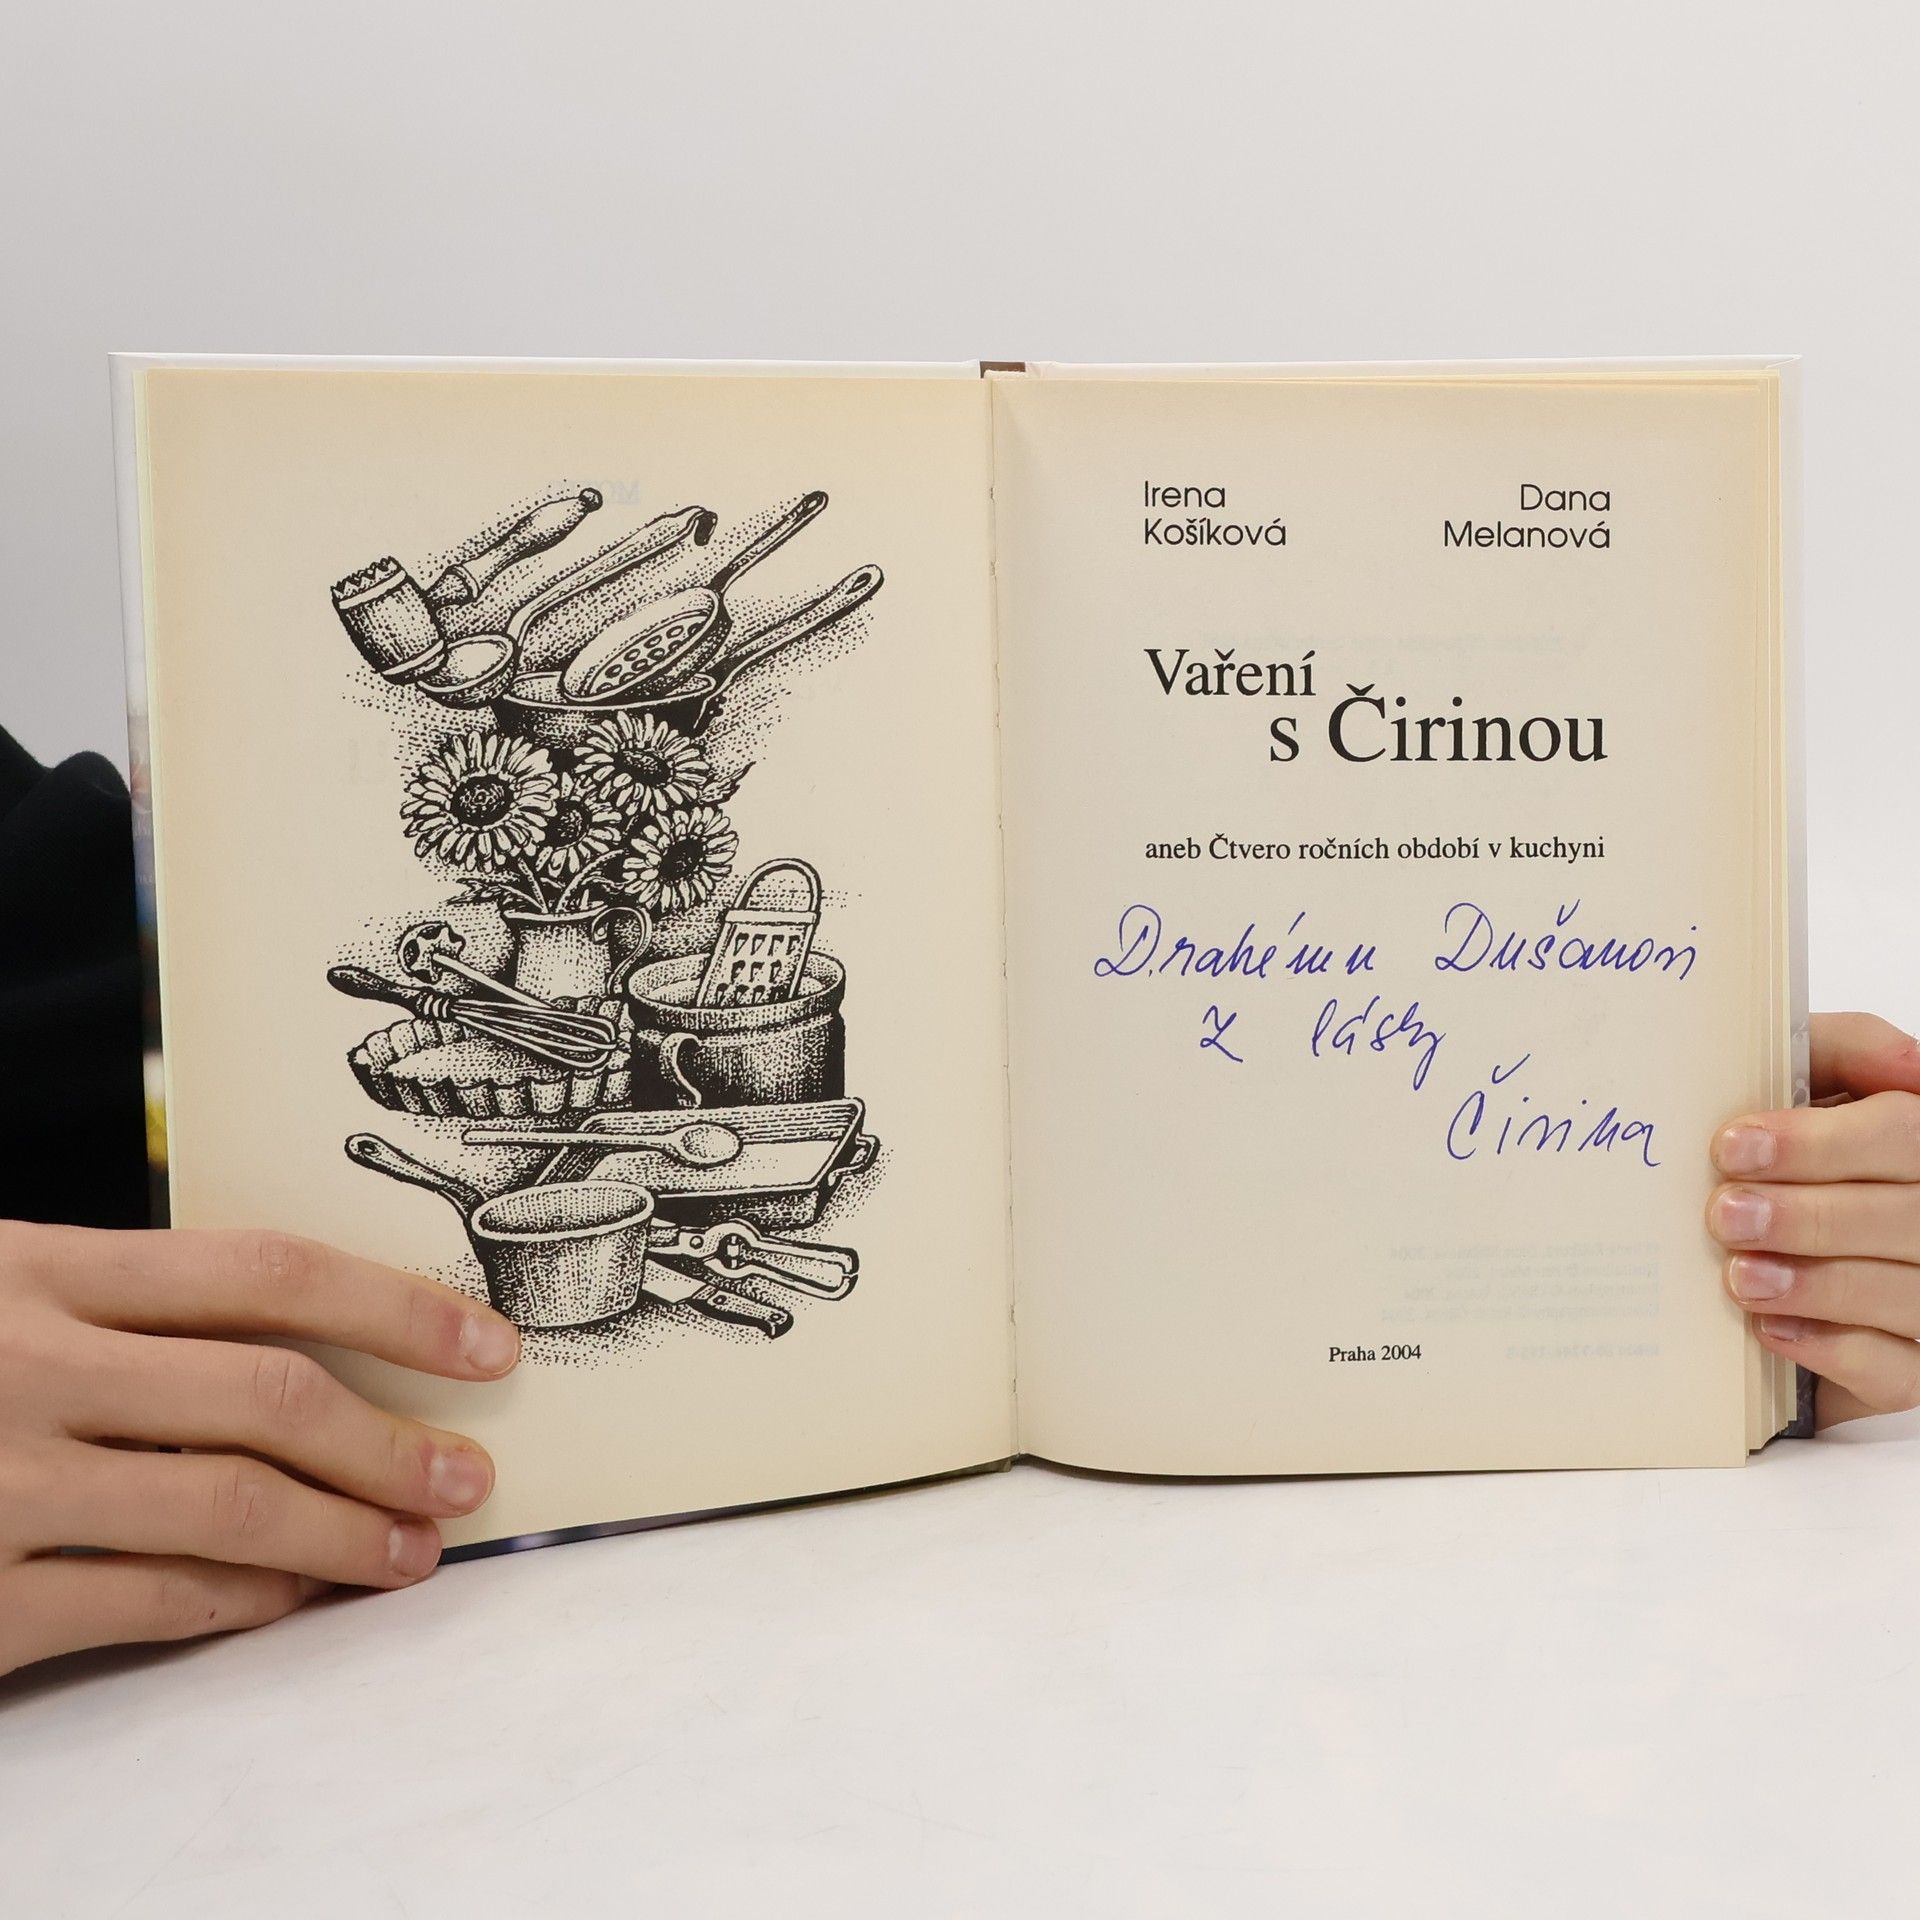 Irena
Košíková
Dana
Melanová
Vaření
s Čirinou
aneb Čtvero ročních období v kuchyni
Drahému Dušanovi
z lásky
Čirina
Praha 2004